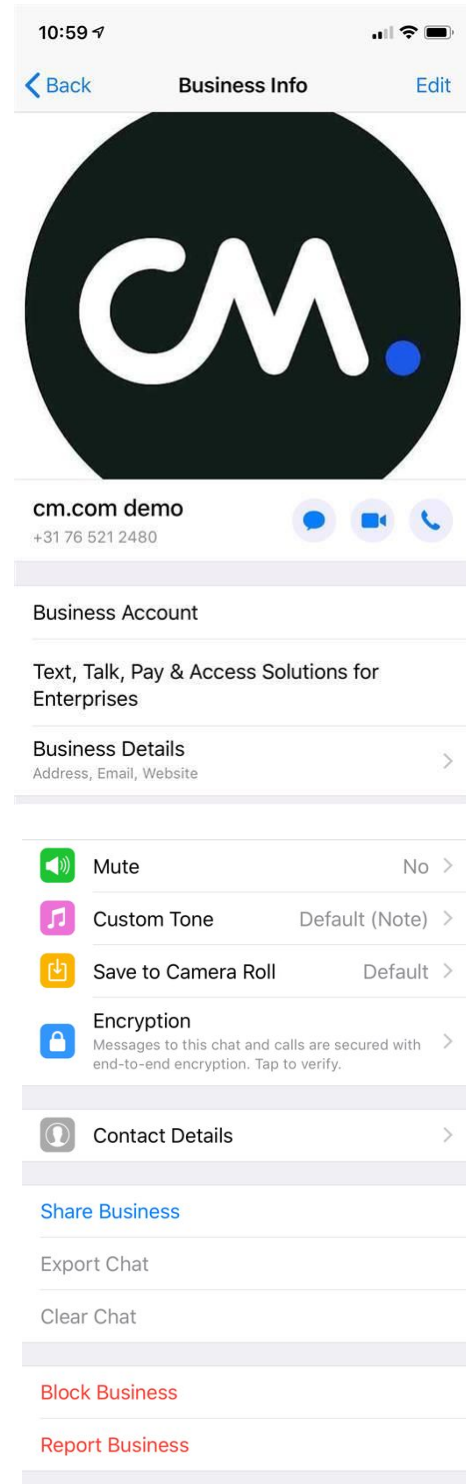 10:59
Back
Business Info
Edit
CM.
cm.com demo
+31 76 521 2480
Business Account
Text, Talk, Pay & Access Solutions for
Enterprises
Business Details
Address, Email, Website
Mute
No
Custom Tone
Default (Note)
Save to Camera Roll
Default
Encryption
Messages to this chat and calls are secured with
end-to-end encryption. Tap to verify.
Contact Details
Share Business
Export Chat
Clear Chat
Block Business
Report Business